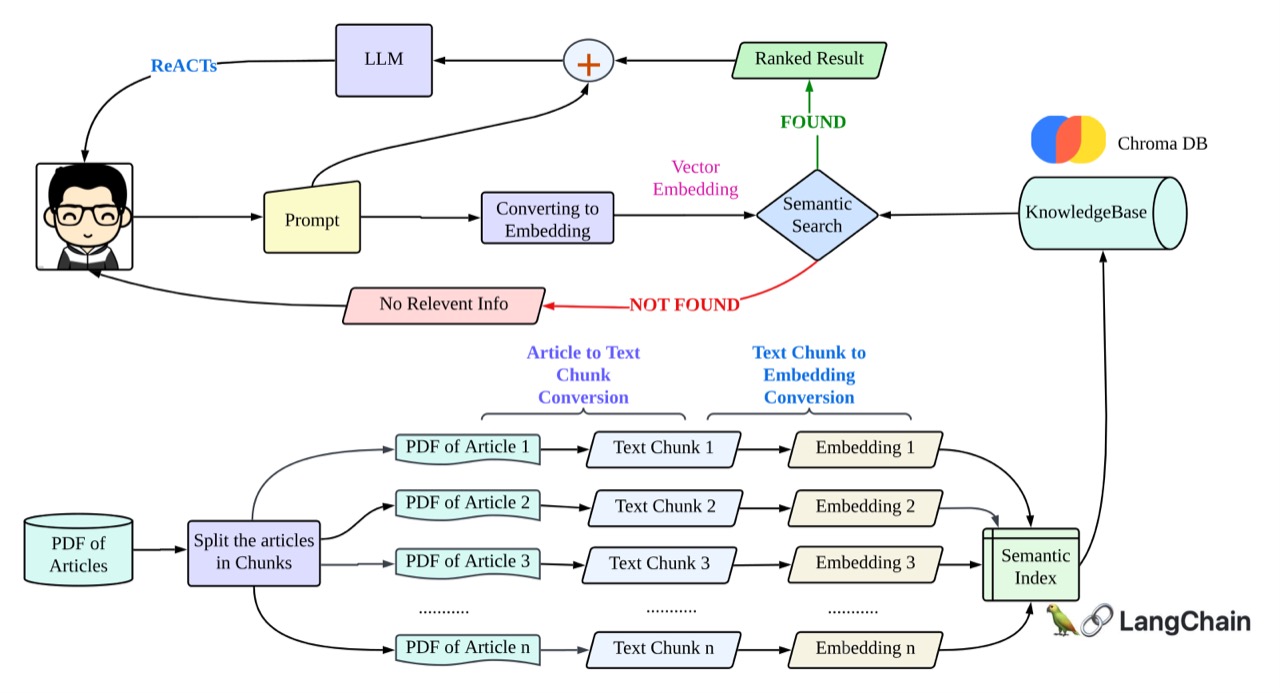 LLM
Ranked Result
ReACTs
FOUND
Chroma DB
Vector
Embedding
Prompt
Converting to
Embedding
Semantic
Search
KnowledgeBase
No Relevent Info
NOT FOUND
Article to Text
Chunk
Conversion
Text Chunk to
Embedding
Conversion
PDF of Article 1
Text Chunk 1
Embedding 1
PDF of Article 2
Text Chunk 2
Embedding 2
PDF of
Articles
Split the articles
in Chunks
PDF of Article 3
Text Chunk 3
Embedding 3
Semantic
Index
...........
...........
...........
LangChain
PDF of Article n
Text Chunk n
Embedding n